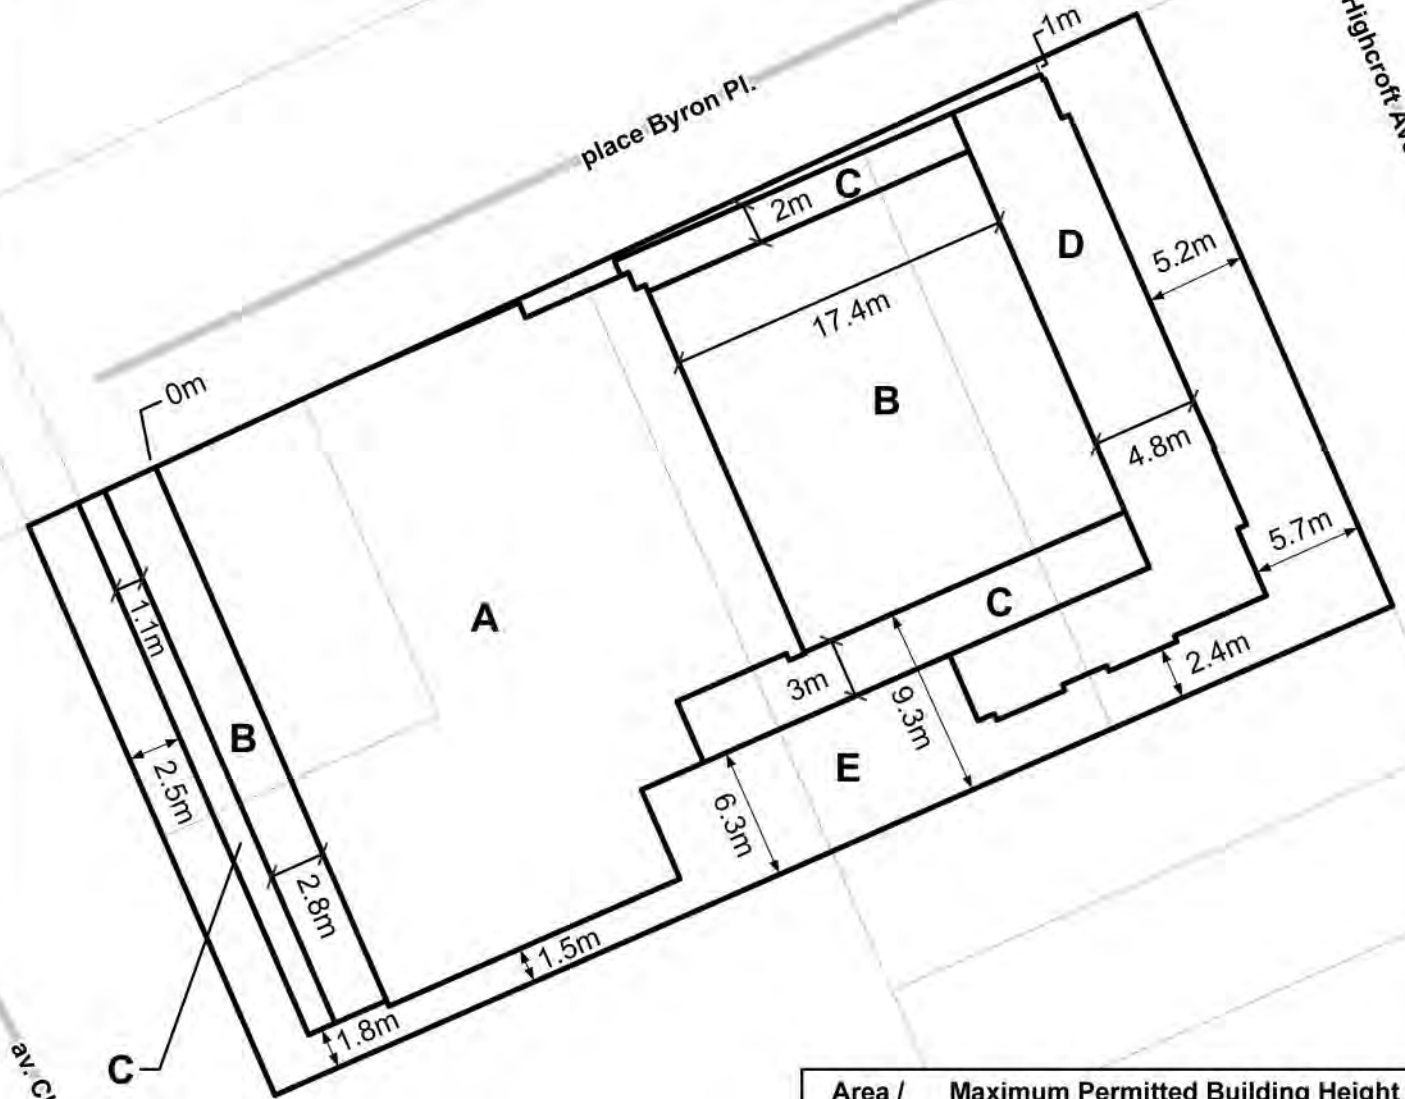 1m
Highcroft
place Byron Pl.
C
2m
D
5.2m
17.4m
0m
B
4.8m
5.7m
1.1m
A
C
2.4m
3m
9.3m
B
E
2.5m
6.3m
2.8m
1.5m
1.8m
C
av.
Area / Maximum Permitted Building Height